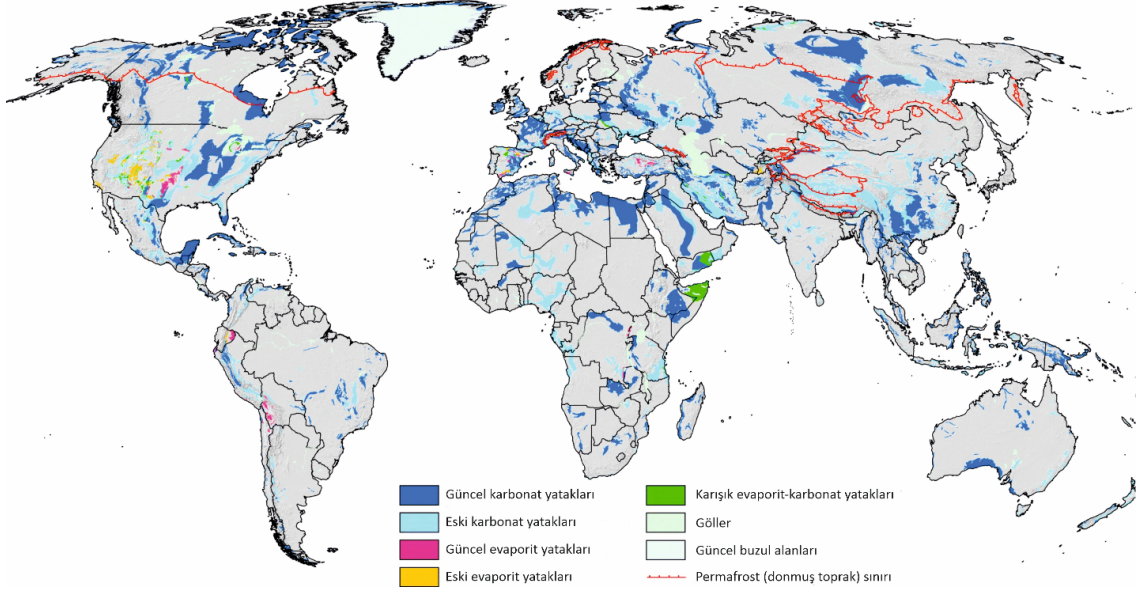 Güncel karbonat yatakları
Eski karbonat yatakları
Güncel evaporit yatakları
Eski evaporit yatakları
Karışık evaporit-karbonat yatakları
Göller
Güncel buzul alanları
Permafrost (donmuş toprak) sınırı